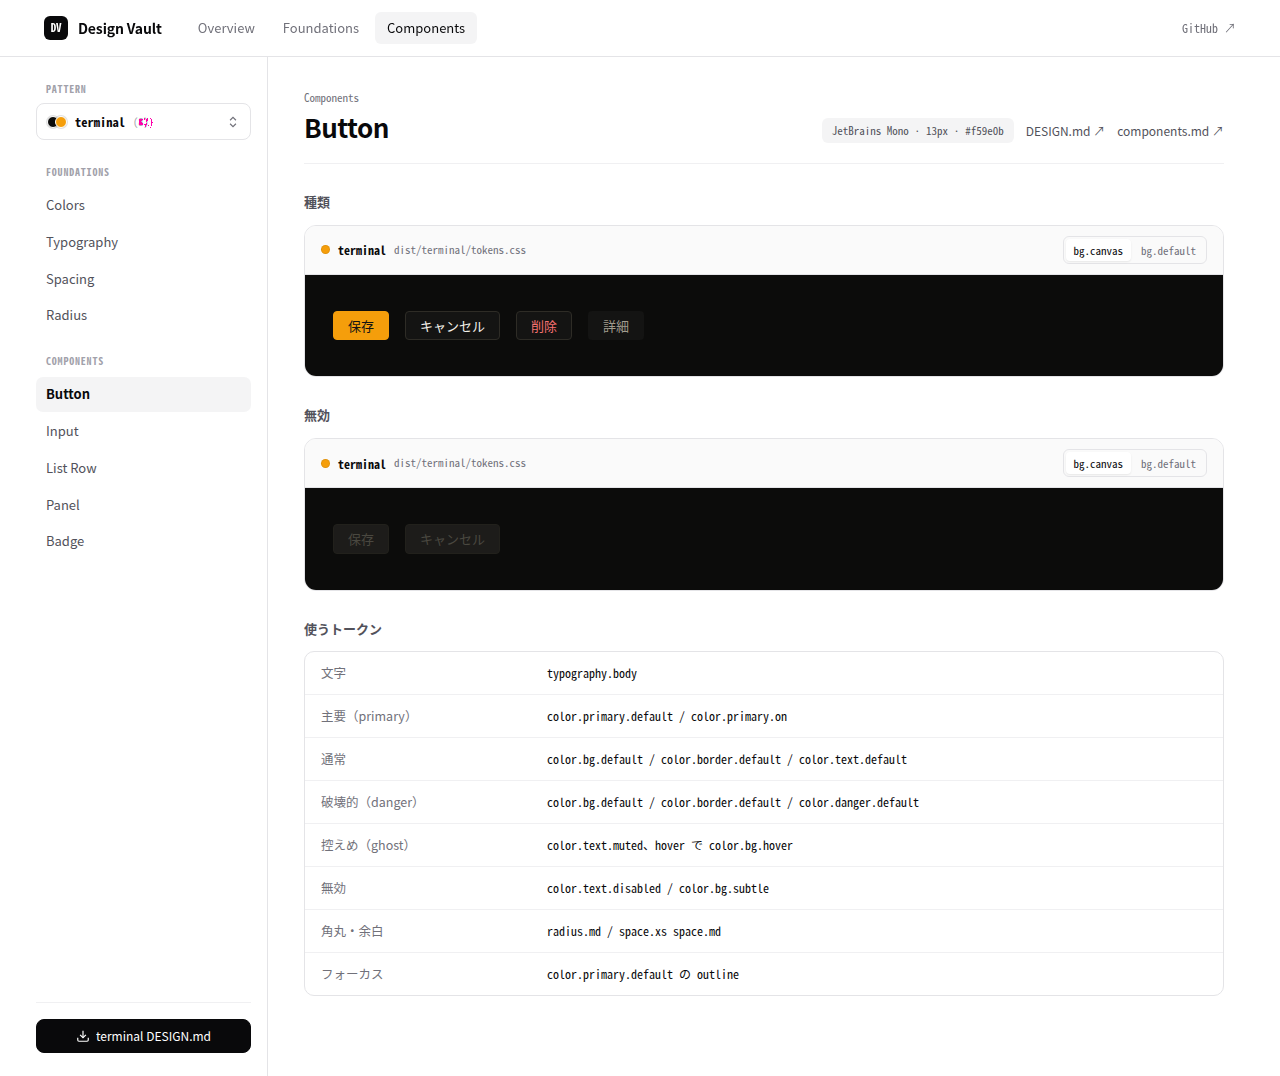 DV Design Vault Overview Foundations Components GitHub ↗
PATTERN
terminal
FOUNDATIONS
Colors
Typography
Spacing
Radius
COMPONENTS
Button
Input
List Row
Panel
Badge
terminal DESIGN.md
Components
Button
JetBrains Mono · 13px · #f59e0b DESIGN.md ↗ components.md ↗
種類
terminal dist/terminal/tokens.css bg.canvas bg.default
保存 キャンセル 削除 詳細
無効
terminal dist/terminal/tokens.css bg.canvas bg.default
保存 キャンセル
使うトークン
文字 typography.body
主要（primary） color.primary.default / color.primary.on
通常 color.bg.default / color.border.default / color.text.default
破壊的（danger） color.bg.default / color.border.default / color.danger.default
控えめ（ghost） color.text.muted、hover で color.bg.hover
無効 color.text.disabled / color.bg.subtle
角丸・余白 radius.md / space.xs space.md
フォーカス color.primary.default の outline